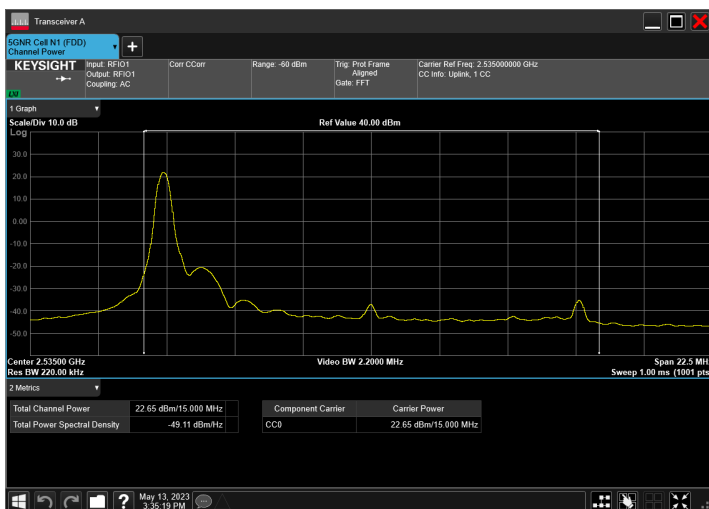 Transceiver A
5GNR Cell N1 (FDD)
Channel Power
KEYSIGHT
Input: RFIO1
Output: RFIO1
Coupling: AC
Corr CCorr
Range: -60 dBm
Trig: Prot Frame
Aligned
Gate: FFT
Carrier Ref Freq: 2.535000000 GHz
CC Info: Uplink, 1 CC
LXI
1 Graph
Scale/Div 10.0 dB
Ref Value 40.00 dBm
Log
30.0
20.0
10.0
0.00
-10.0
-20.0
-30.0
-40.0
-50.0
Center 2.53500 GHz
Video BW 2.2000 MHz
Span 22.5 MHz
Res BW 220.00 kHz
Sweep 1.00 ms (1001 pts
2 Metrics
Total Channel Power 22.65 dBm/15.000 MHz
Total Power Spectral Density -49.11 dBm/Hz
Component Carrier Carrier Power
CC0 22.65 dBm/15.000 MHz
May 13, 2023
3:35:19 PM